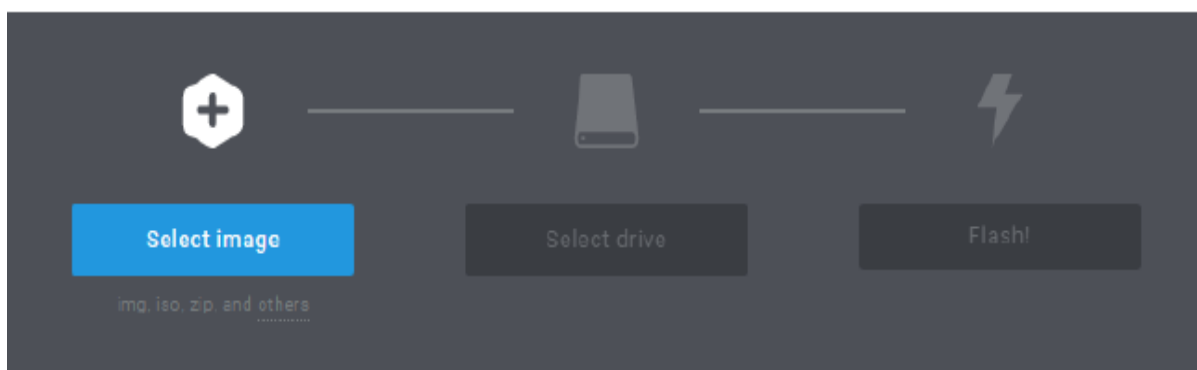 Select image
Select drive
Flash!
img, iso, zip, and others